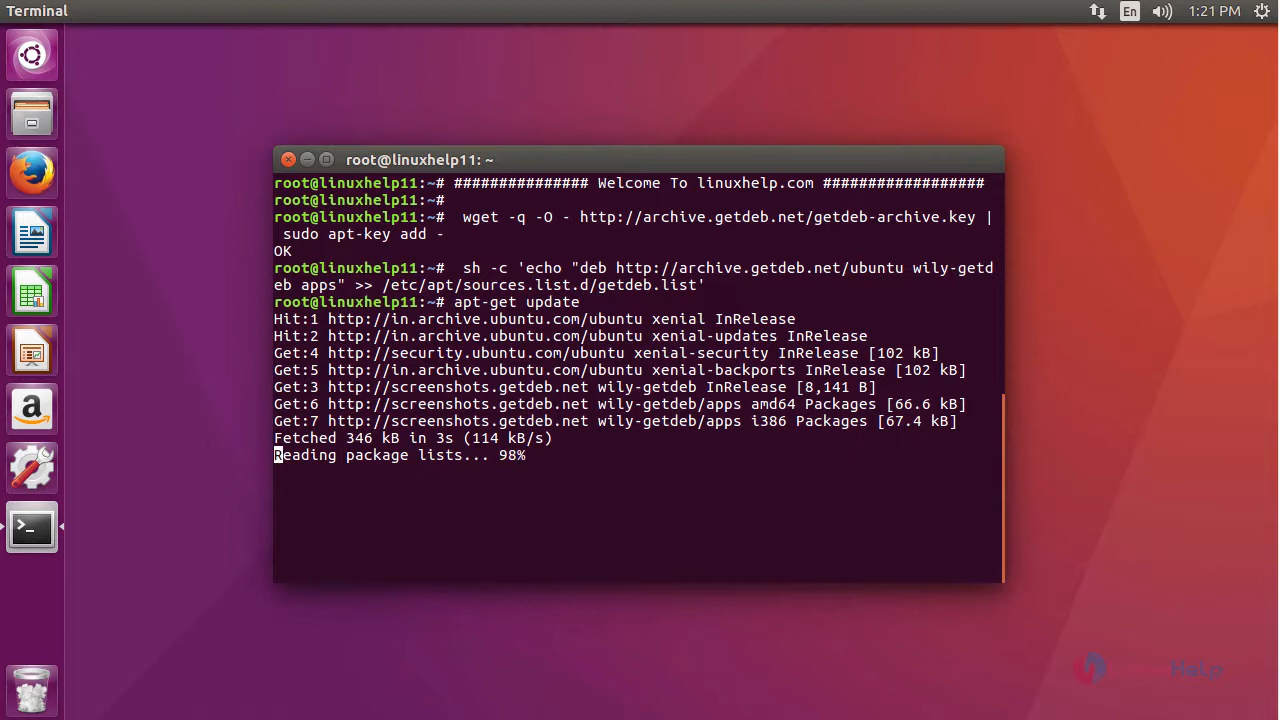 Terminal
En
1:21 PM
root@linuxhelp11: ~
root@linuxhelp11:~# ############### Welcome To linuxhelp.com ##################
root@linuxhelp11:~#
root@linuxhelp11:~#  wget -q -O - http://archive.getdeb.net/getdeb-archive.key |
 sudo apt-key add -
OK
root@linuxhelp11:~#  sh -c 'echo "deb http://archive.getdeb.net/ubuntu wily-getd
eb apps" >> /etc/apt/sources.list.d/getdeb.list'
root@linuxhelp11:~# apt-get update
Hit:1 http://in.archive.ubuntu.com/ubuntu xenial InRelease
Hit:2 http://in.archive.ubuntu.com/ubuntu xenial-updates InRelease
Get:4 http://security.ubuntu.com/ubuntu xenial-security InRelease [102 kB]
Get:5 http://in.archive.ubuntu.com/ubuntu xenial-backports InRelease [102 kB]
Get:3 http://screenshots.getdeb.net wily-getdeb InRelease [8,141 B]
Get:6 http://screenshots.getdeb.net wily-getdeb/apps amd64 Packages [66.6 kB]
Get:7 http://screenshots.getdeb.net wily-getdeb/apps i386 Packages [67.4 kB]
Fetched 346 kB in 3s (114 kB/s)
Reading package lists... 98%
Help